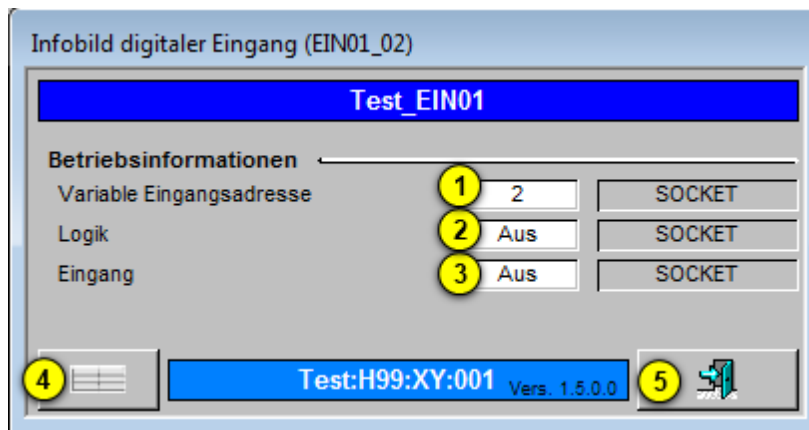 Infobild digitaler Eingang (EIN01_02)
Test_EIN01
Betriebsinformationen
Variable Eingangsadresse 1 2 SOCKET
Logik 2 Aus SOCKET
Eingang 3 Aus SOCKET
4 Test:H99:XY:001 Vers. 1.5.0.0 5